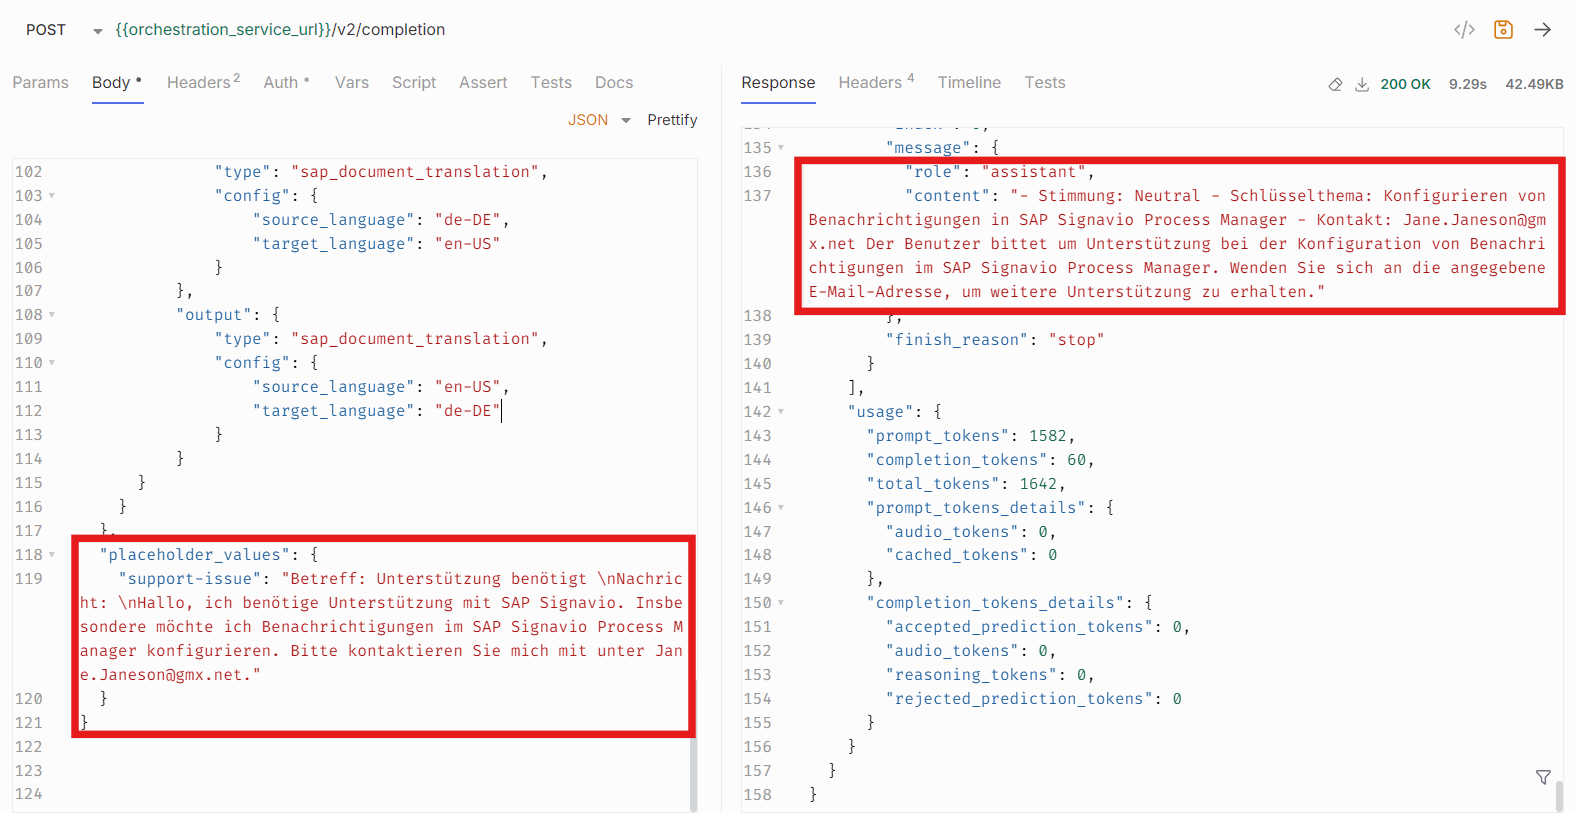 POST {{orchestration_service_url}}/v2/completion
Params Body Headers 2 Auth Vars Script Assert Tests Docs
JSON Prettify
102 "type": "sap_document_translation",
103 "config": {
104 "source_language": "de-DE",
105 "target_language": "en-US"
106 }
107 },
108 "output": {
109 "type": "sap_document_translation",
110 "config": {
111 "source_language": "en-US",
112 "target_language": "de-DE"
113 }
114 }
115 }
116 }
117 },
118 "placeholder_values": {
119 "support-issue": "Betreff: Unterstützung benötigt \nNachric
ht: \nHallo, ich benötige Unterstützung mit SAP Signavio. Insbe
sondere möchte ich Benachrichtigungen im SAP Signavio Process M
anager konfigurieren. Bitte kontaktieren Sie mich mit unter Jan
e.Janeson@gmx.net."
120 }
121 }
122
123
124
Response Headers 4 Timeline Tests 200 OK 9.29s 42.49KB
135 "message": {
136 "role": "assistant",
137 "content": "- Stimmung: Neutral - Schlüsselthema: Konfigurieren von
Benachrichtigungen in SAP Signavio Process Manager - Kontakt: Jane.Janeson@gm
x.net Der Benutzer bittet um Unterstützung bei der Konfiguration von Benachri
chtigungen im SAP Signavio Process Manager. Wenden Sie sich an die angegebene
E-Mail-Adresse, um weitere Unterstützung zu erhalten."
138 },
139 "finish_reason": "stop"
140 }
141 ],
142 "usage": {
143 "prompt_tokens": 1582,
144 "completion_tokens": 60,
145 "total_tokens": 1642,
146 "prompt_tokens_details": {
147 "audio_tokens": 0,
148 "cached_tokens": 0
149 },
150 "completion_tokens_details": {
151 "accepted_prediction_tokens": 0,
152 "audio_tokens": 0,
153 "reasoning_tokens": 0,
154 "rejected_prediction_tokens": 0
155 }
156 }
157 }
158 }